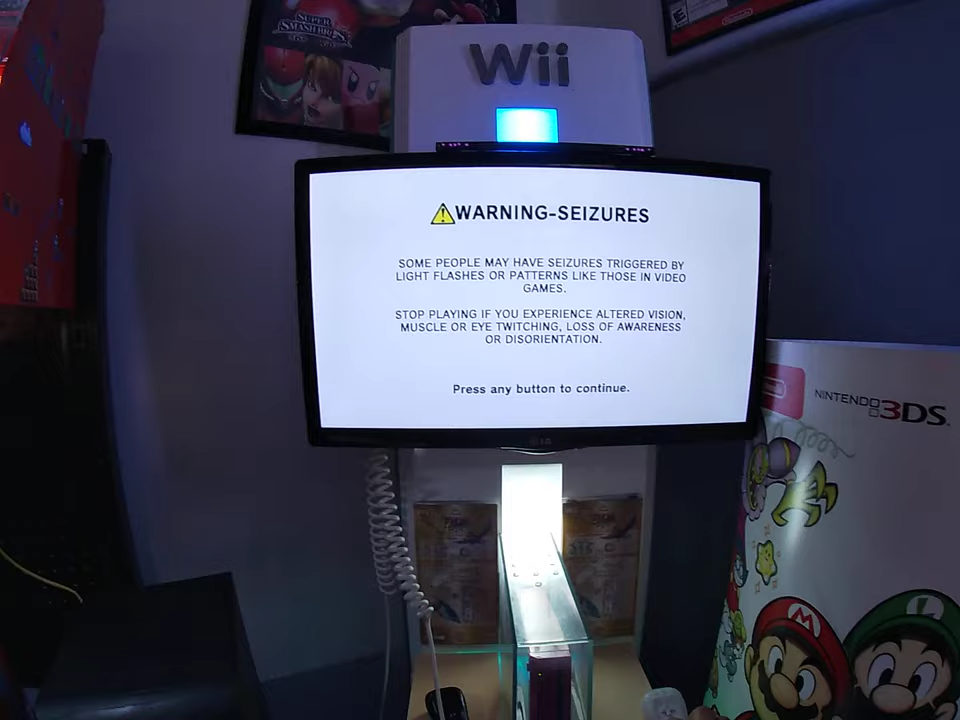 SUPER
SMASH BROS
Wii
WARNING-SEIZURES
SOME PEOPLE MAY HAVE SEIZURES TRIGGERED BY
LIGHT FLASHES OR PATTERNS LIKE THOSE IN VIDEO
GAMES.
STOP PLAYING IF YOU EXPERIENCE ALTERED VISION,
MUSCLE OR EYE TWITCHING, LOSS OF AWARENESS
OR DISORIENTATION.
Press any button to continue.
LG
NINTENDO 3DS
M
L